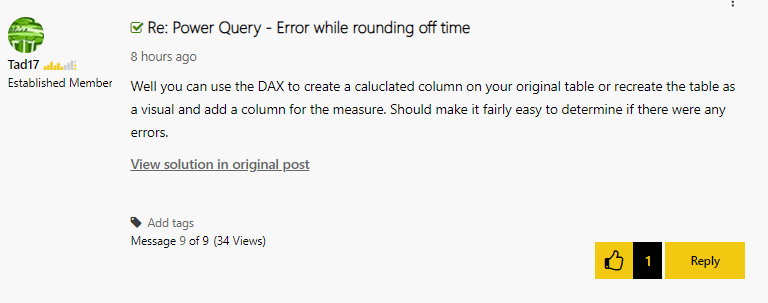 Re: Power Query - Error while rounding off time
8 hours ago
Tad17
Established Member
Well you can use the DAX to create a caluclated column on your original table or recreate the table as
a visual and add a column for the measure. Should make it fairly easy to determine if there were any
errors.
View solution in original post
Add tags
Message 9 of 9 (34 Views)
1
Reply